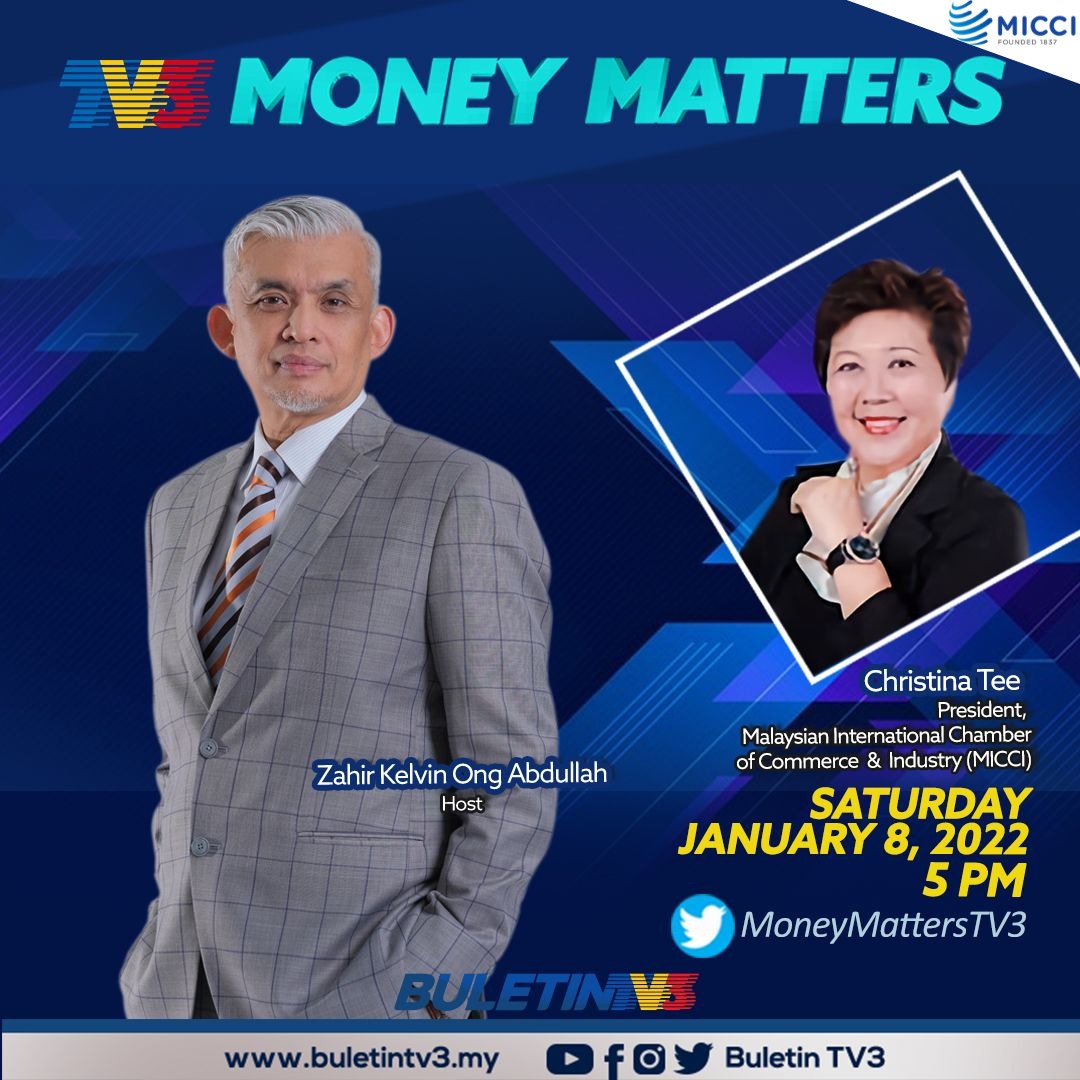 MICCI
FOUNDED 1837
TV3 MONEY MATTERS
Christina Tee
President,
Malaysian International Chamber
of Commerce & Industry (MICCI)
Zahir Kelvin Ong Abdullah
Host
SATURDAY
JANUARY 8, 2022
5 PM
MoneyMattersTV3
BULETINTV3
www.buletintv3.my
Buletin TV3